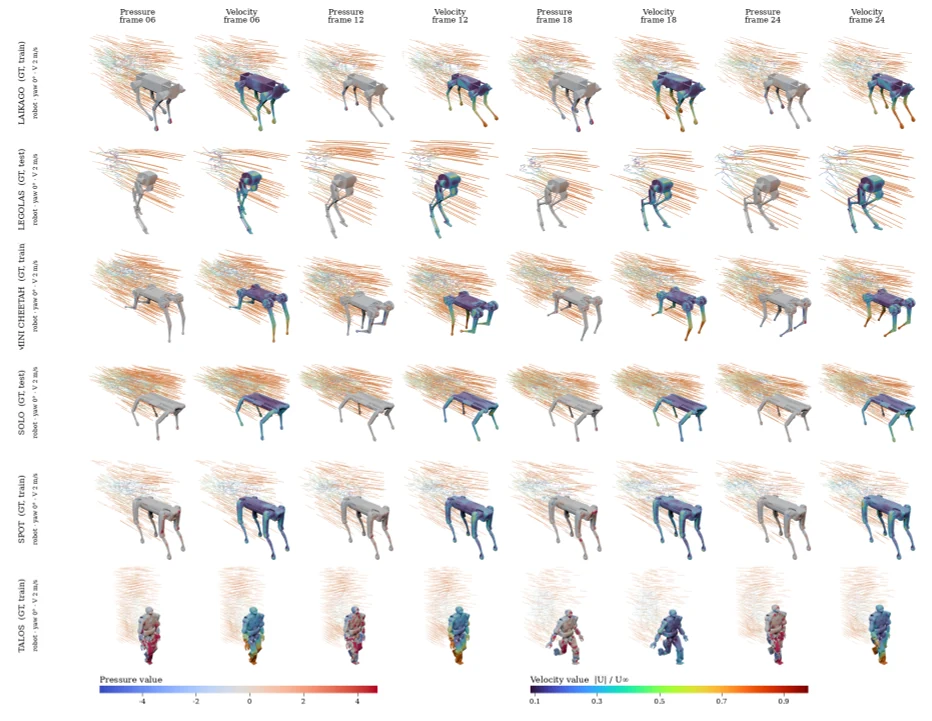 Pressure frame 06
Velocity frame 06
Pressure frame 12
Velocity frame 12
Pressure frame 18
Velocity frame 18
Pressure frame 24
Velocity frame 24
LAIKAGO (GT, train)
robot · yaw 0° · V 2 m/s
LEGOLAS (GT, test)
robot · yaw 0° · V 2 m/s
MINI CHEETAH (GT, train
robot · yaw 0° · V 2 m/s
SOLO (GT, test)
robot · yaw 0° · V 2 m/s
SPOT (GT, train)
robot · yaw 0° · V 2 m/s
TALOS (GT, train)
robot · yaw 0° · V 2 m/s
Pressure value
-4 -2 0 2 4
Velocity value |U| / U∞
0.1 0.3 0.5 0.7 0.9